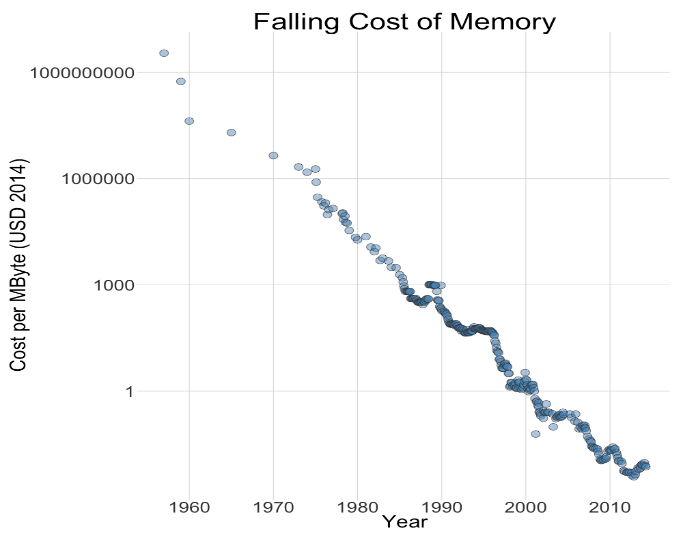 Falling Cost of Memory
Cost per MByte (USD 2014)
1000000000
1000000
1000
1
1960 1970 1980 1990 2000 2010
Year